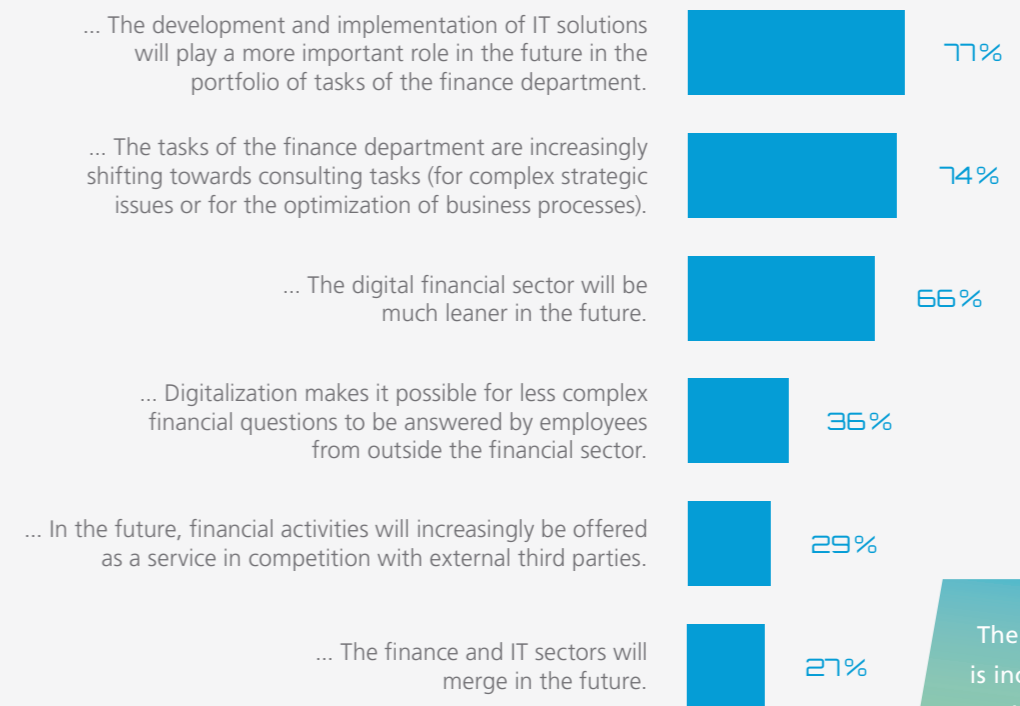 ... The development and implementation of IT solutions
will play a more important role in the future in the
portfolio of tasks of the finance department.
77%
... The tasks of the finance department are increasingly
shifting towards consulting tasks (for complex strategic
issues or for the optimization of business processes).
74%
... The digital financial sector will be
much leaner in the future.
66%
... Digitalization makes it possible for less complex
financial questions to be answered by employees
from outside the financial sector.
36%
... In the future, financial activities will increasingly be offered
as a service in competition with external third parties.
29%
... The finance and IT sectors will
merge in the future.
27%
The
is